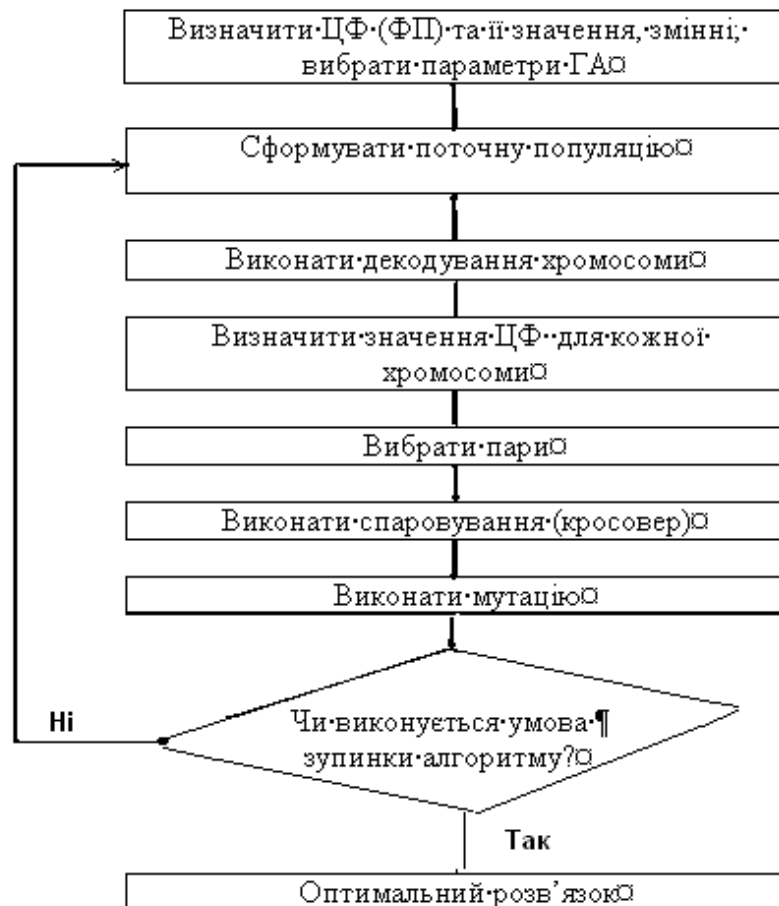 Визначити·ЦФ·(ФП)·та·її·значення,·змінні;·
вибрати·параметри·ГА¤
Сформувати·поточну·популяцію¤
Виконати·декодування·хромосоми¤
Визначити·значення·ЦФ··для·кожної·
хромосоми¤
Вибрати·пари¤
Виконати·спаровування·(кросовер)¤
Виконати·мутацію¤
Ні
Чи·виконується·умова·¶
зупинки·алгоритму?¤
Так
Оптимальний·розв’язок¤